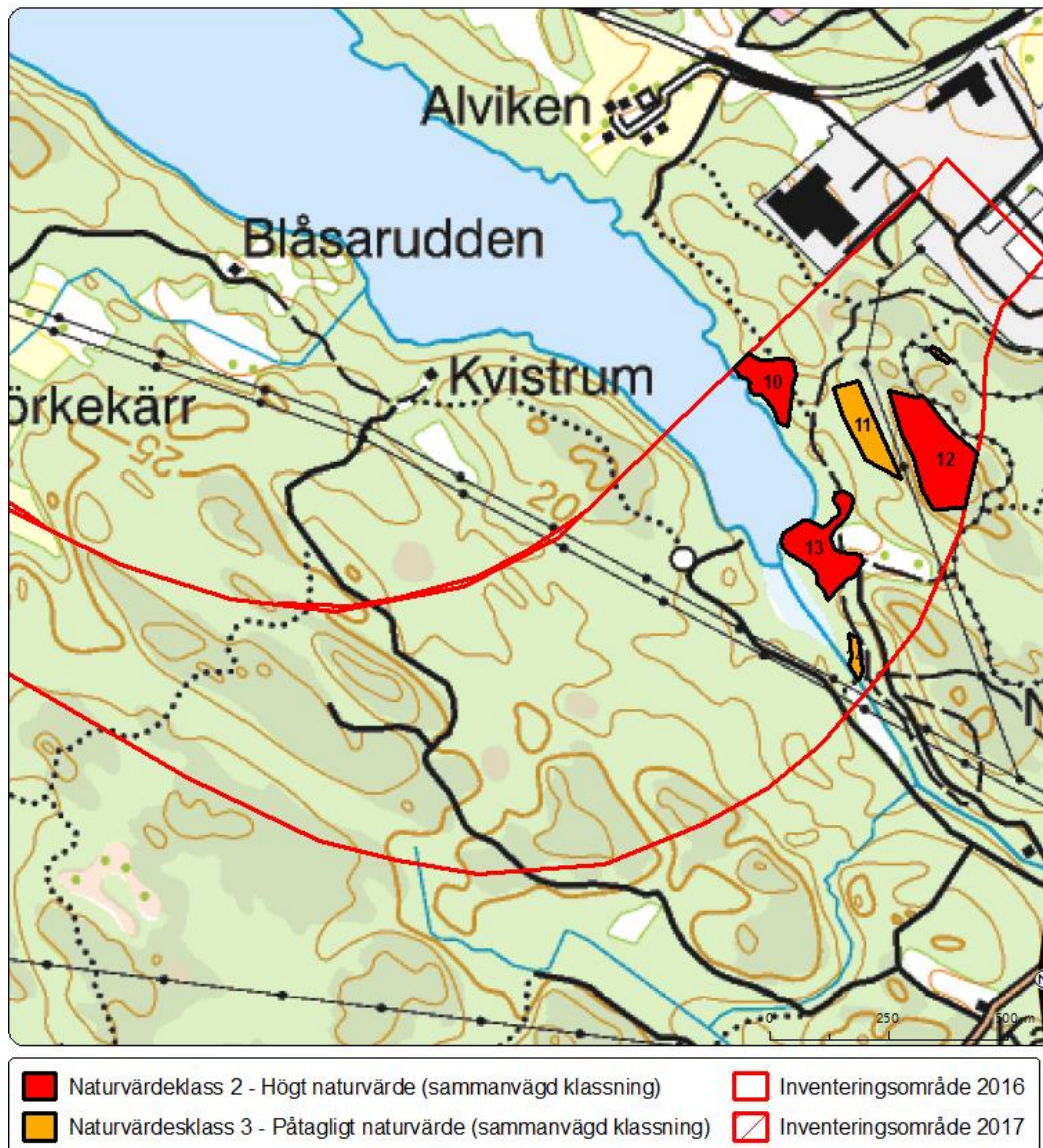 Alviken
Blåsarudden
Kvistrum
örkekärr
25
20
10
11
12
13
N
0
250
500 m
Naturvärdeklass 2 - Högt naturvärde (sammanvägd klassning)
Inventeringsområde 2016
Naturvärdesklass 3 - Påtagligt naturvärde (sammanvägd klassning)
Inventeringsområde 2017